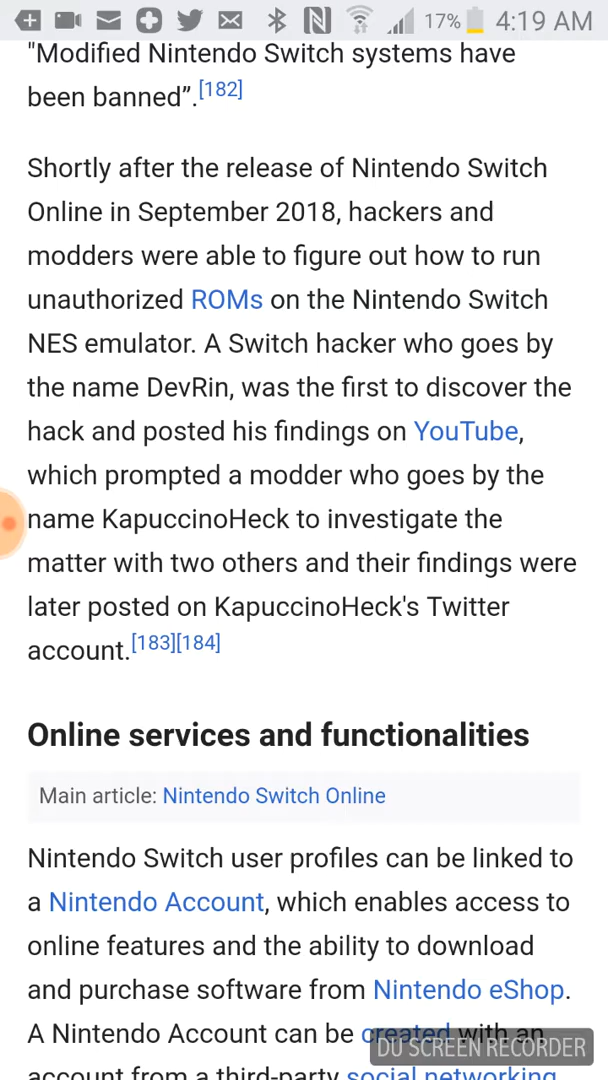 17% 4:19 AM
"Modified Nintendo Switch systems have
been banned”.[182]
Shortly after the release of Nintendo Switch
Online in September 2018, hackers and
modders were able to figure out how to run
unauthorized ROMs on the Nintendo Switch
NES emulator. A Switch hacker who goes by
the name DevRin, was the first to discover the
hack and posted his findings on YouTube,
which prompted a modder who goes by the
name KapuccinoHeck to investigate the
matter with two others and their findings were
later posted on KapuccinoHeck's Twitter
account.[183][184]
Online services and functionalities
Main article: Nintendo Switch Online
Nintendo Switch user profiles can be linked to
a Nintendo Account, which enables access to
online features and the ability to download
and purchase software from Nintendo eShop.
A Nintendo Account can be created with an
DU SCREEN RECORDER
account from a third-party social networking